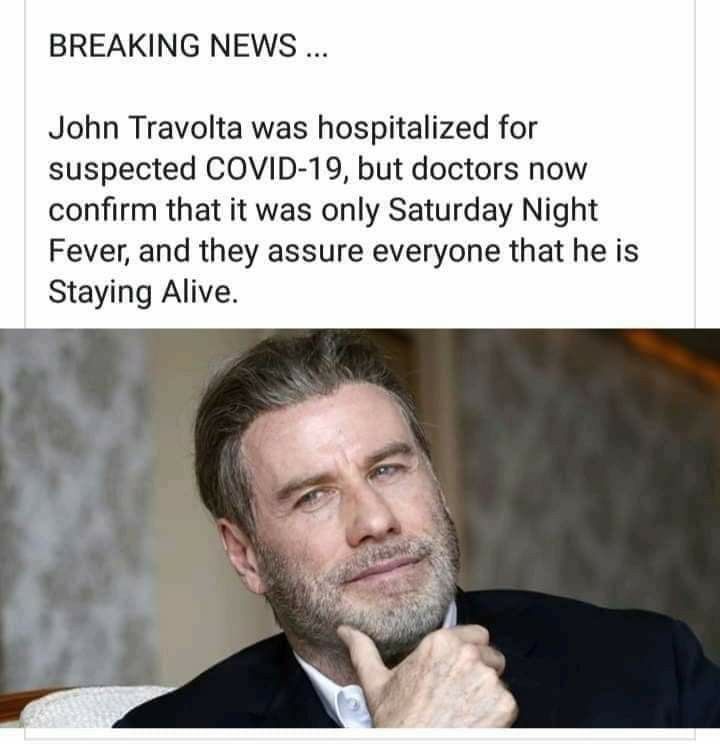 BREAKING NEWS ...
John Travolta was hospitalized for
suspected COVID-19, but doctors now
confirm that it was only Saturday Night
Fever, and they assure everyone that he is
Staying Alive.